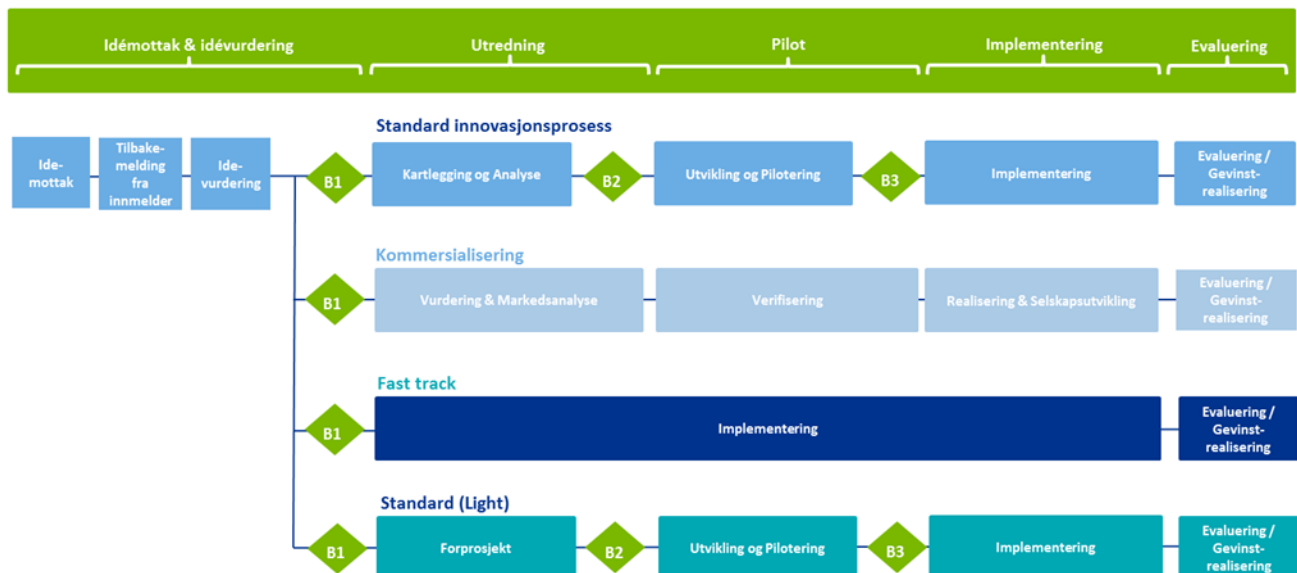 Idémottak & idévurdering
Utredning
Pilot
Implementering
Evaluering
Standard innovasjonsprosess
Ide-
mottak
Tilbake-
melding
fra
innmelder
Ide-
vurdering
B1
Kartlegging og Analyse
B2
Utvikling og Pilotering
B3
Implementering
Evaluering /
Gevinst-
realisering
Kommersialisering
B1
Vurdering & Markedsanalyse
Verifisering
Realisering & Selskapsutvikling
Evaluering /
Gevinst-
realisering
Fast track
B1
Implementering
Evaluering /
Gevinst-
realisering
Standard (Light)
B1
Forprosjekt
B2
Utvikling og Pilotering
B3
Implementering
Evaluering /
Gevinst-
realisering